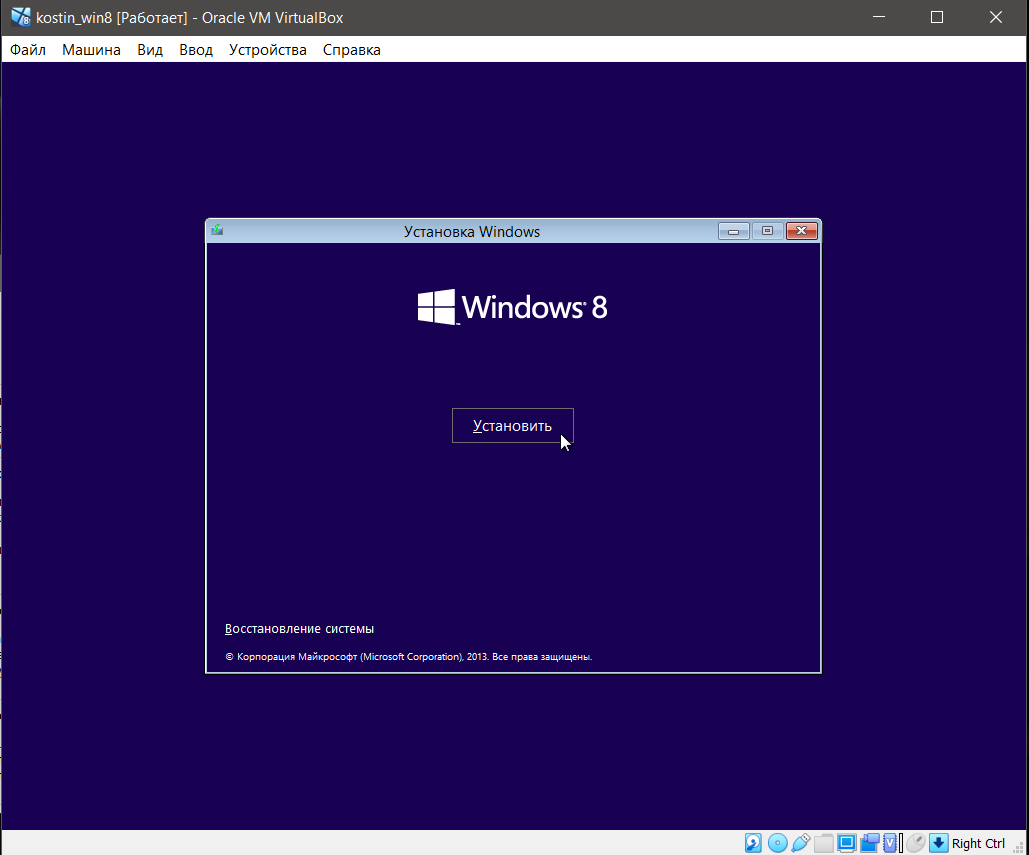 kostin_win8 [Работает] - Oracle VM VirtualBox
Файл Машина Вид Ввод Устройства Справка
Установка Windows
Windows 8
Установить
Восстановление системы
© Корпорация Майкрософт (Microsoft Corporation), 2013. Все права защищены.
Right Ctrl